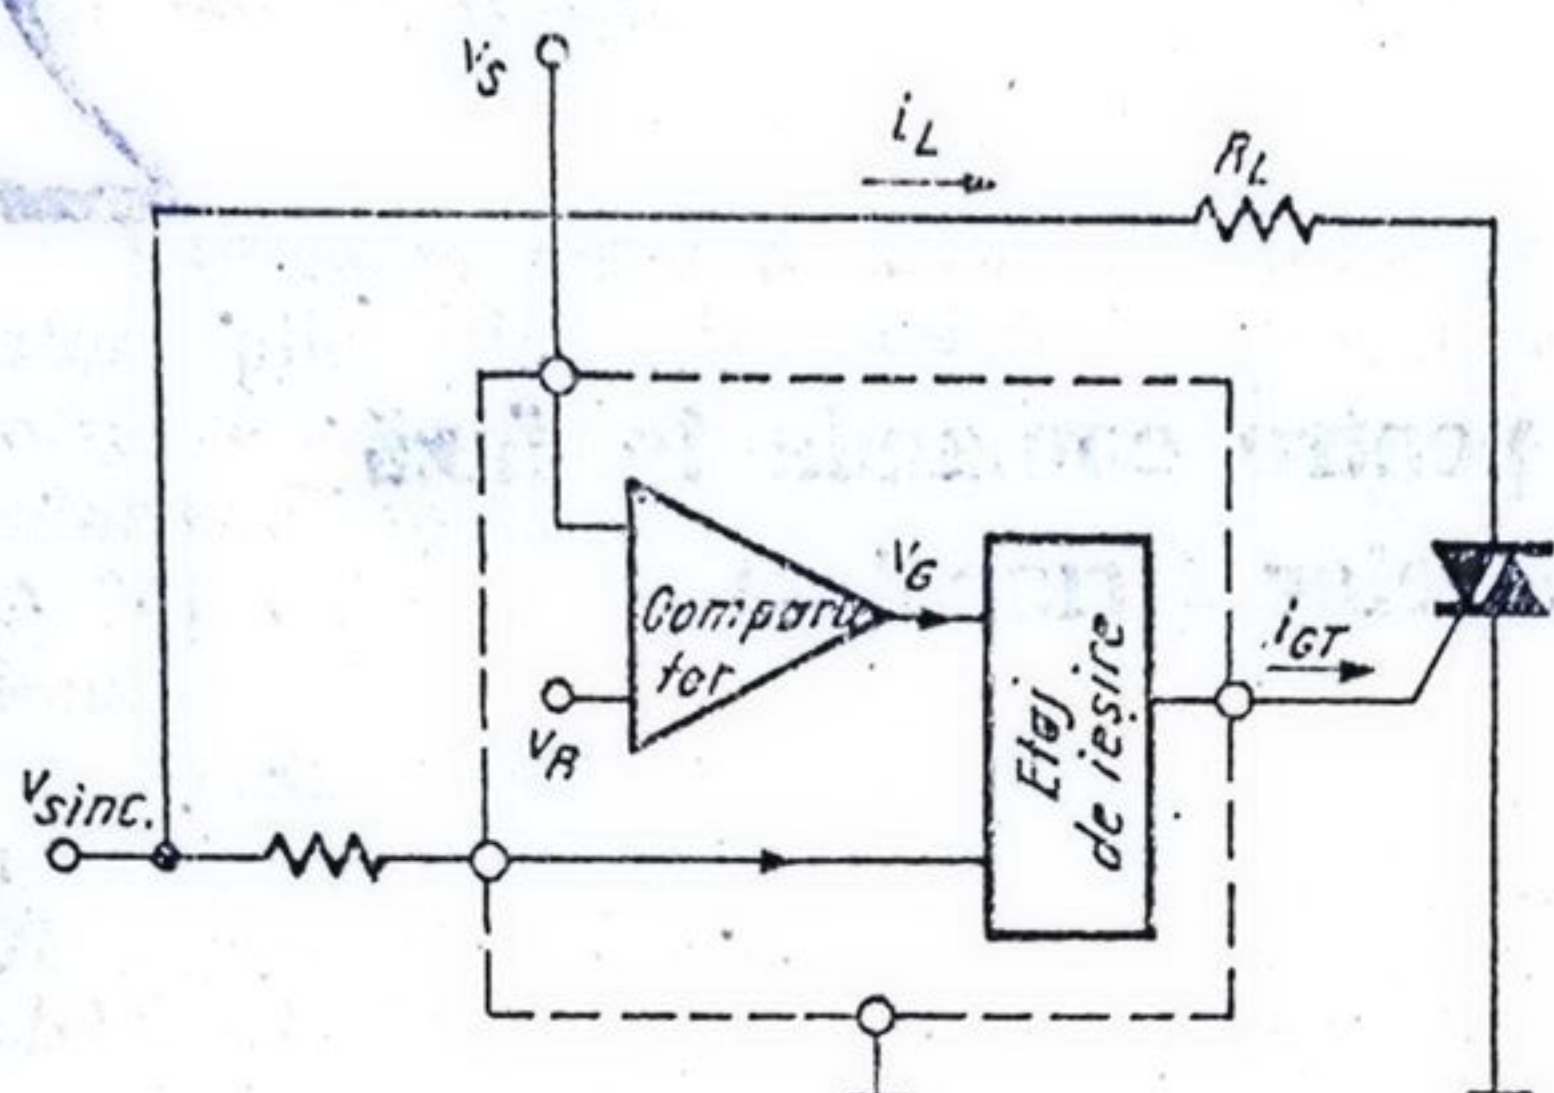 VS
iL
RL
VG
Compara
tor
iGT
VR
Etaj
de iesire
Vsinc.